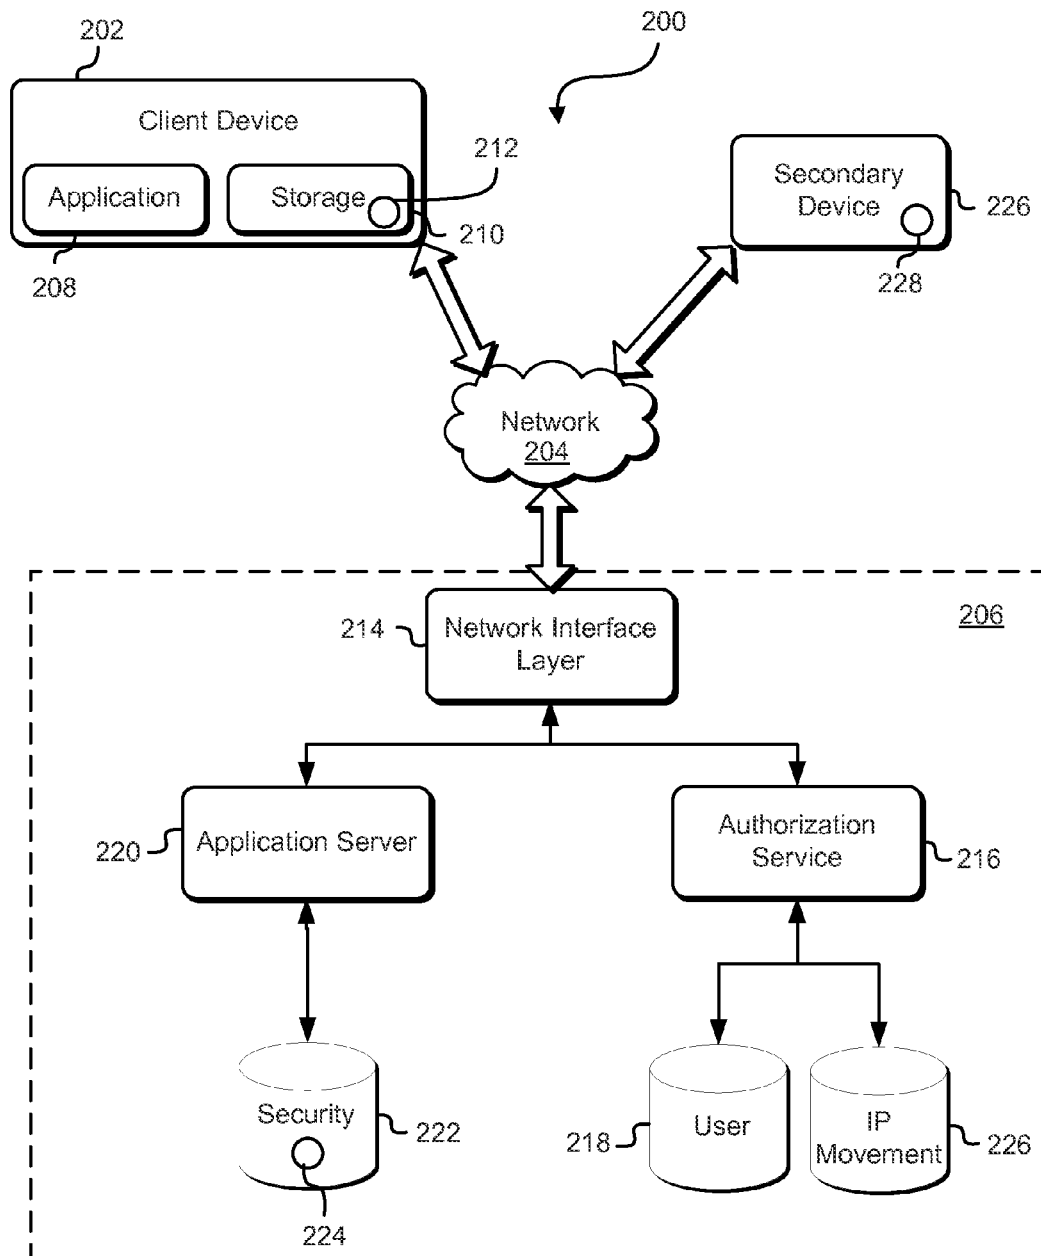 202
200
Client Device
212
Application
Storage
210
208
Secondary
Device
226
228
Network
204
206
214
Network Interface
Layer
220
Application Server
Authorization
Service
216
Security
222
224
218
User
IP
Movement
226